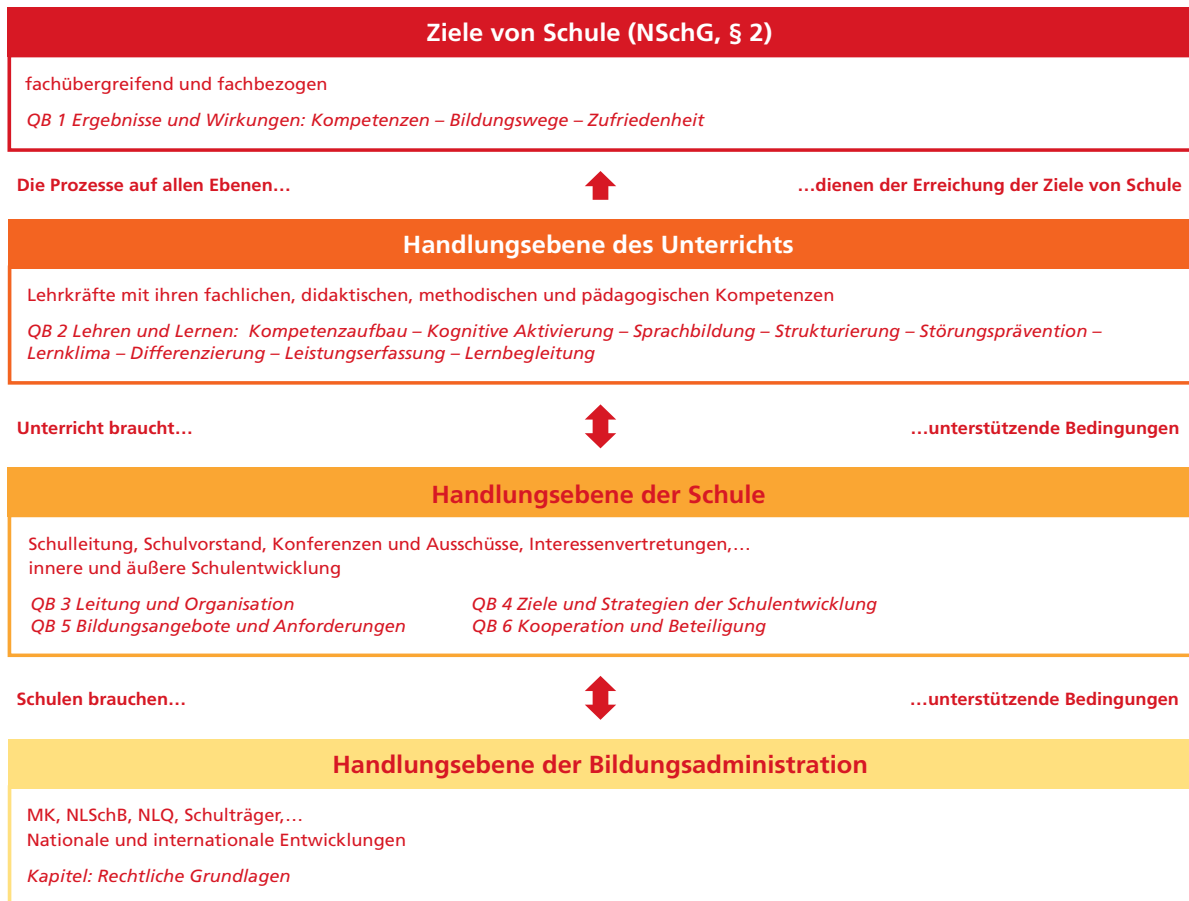 Ziele von Schule (NSchG, § 2)
fachübergreifend und fachbezogen
QB 1 Ergebnisse und Wirkungen: Kompetenzen – Bildungswege – Zufriedenheit
Die Prozesse auf allen Ebenen… …dienen der Erreichung der Ziele von Schule
Handlungsebene des Unterrichts
Lehrkräfte mit ihren fachlichen, didaktischen, methodischen und pädagogischen Kompetenzen
QB 2 Lehren und Lernen: Kompetenzaufbau – Kognitive Aktivierung – Sprachbildung – Strukturierung – Störungsprävention –
Lernklima – Differenzierung – Leistungserfassung – Lernbegleitung
Unterricht braucht… …unterstützende Bedingungen
Handlungsebene der Schule
Schulleitung, Schulvorstand, Konferenzen und Ausschüsse, Interessenvertretungen,…
innere und äußere Schulentwicklung
QB 3 Leitung und Organisation QB 4 Ziele und Strategien der Schulentwicklung
QB 5 Bildungsangebote und Anforderungen QB 6 Kooperation und Beteiligung
Schulen brauchen… …unterstützende Bedingungen
Handlungsebene der Bildungsadministration
MK, NLSchB, NLQ, Schulträger,…
Nationale und internationale Entwicklungen
Kapitel: Rechtliche Grundlagen